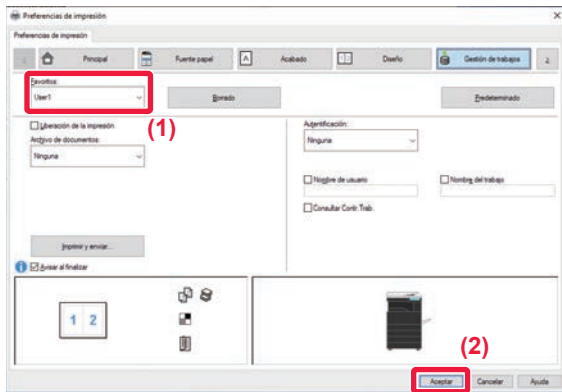 Preferencias de impresión
Preferencias de impresión
Principal
Fuente papel
Acabado
Diseño
Gestión de trabajos
Favoritos:
User1
Borrado
Predeterminado
(1)
Liberación de la impresión
Archivo de documentos:
Ninguna
Autentificación:
Ninguna
Nombre de usuario
Nombre del trabajo
Consultar Contr. Trab.
Imprimir y enviar...
Avisar al finalizar
1 2
(2)
Aceptar
Cancelar
Ayuda